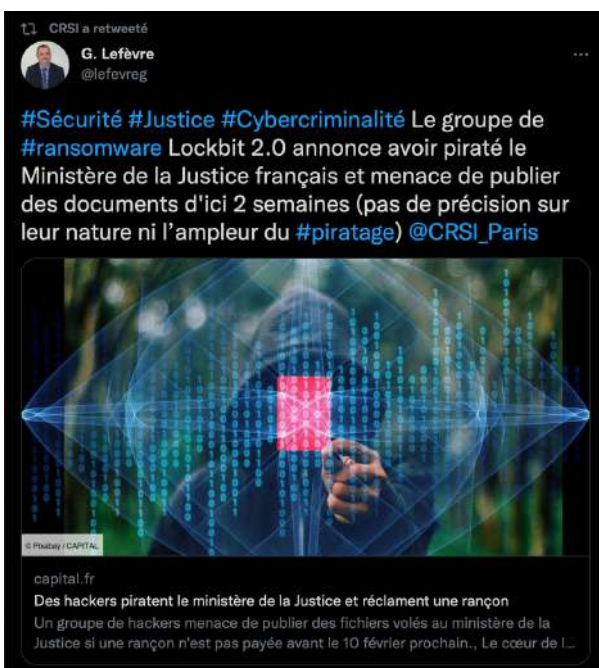 CRSI a retweeté
G. Lefèvre
@lefevreg
#Sécurité #Justice #Cybercriminalité Le groupe de
#ransomware Lockbit 2.0 annonce avoir piraté le
Ministère de la Justice français et menace de publier
des documents d'ici 2 semaines (pas de précision sur
leur nature ni l’ampleur du #piratage) @CRSI_Paris
© Pixabay / CAPITAL
capital.fr
Des hackers piratent le ministère de la Justice et réclament une rançon
Un groupe de hackers menace de publier des fichiers volés au ministère de la
Justice si une rançon n'est pas payée avant le 10 février prochain., Le cœur de l...